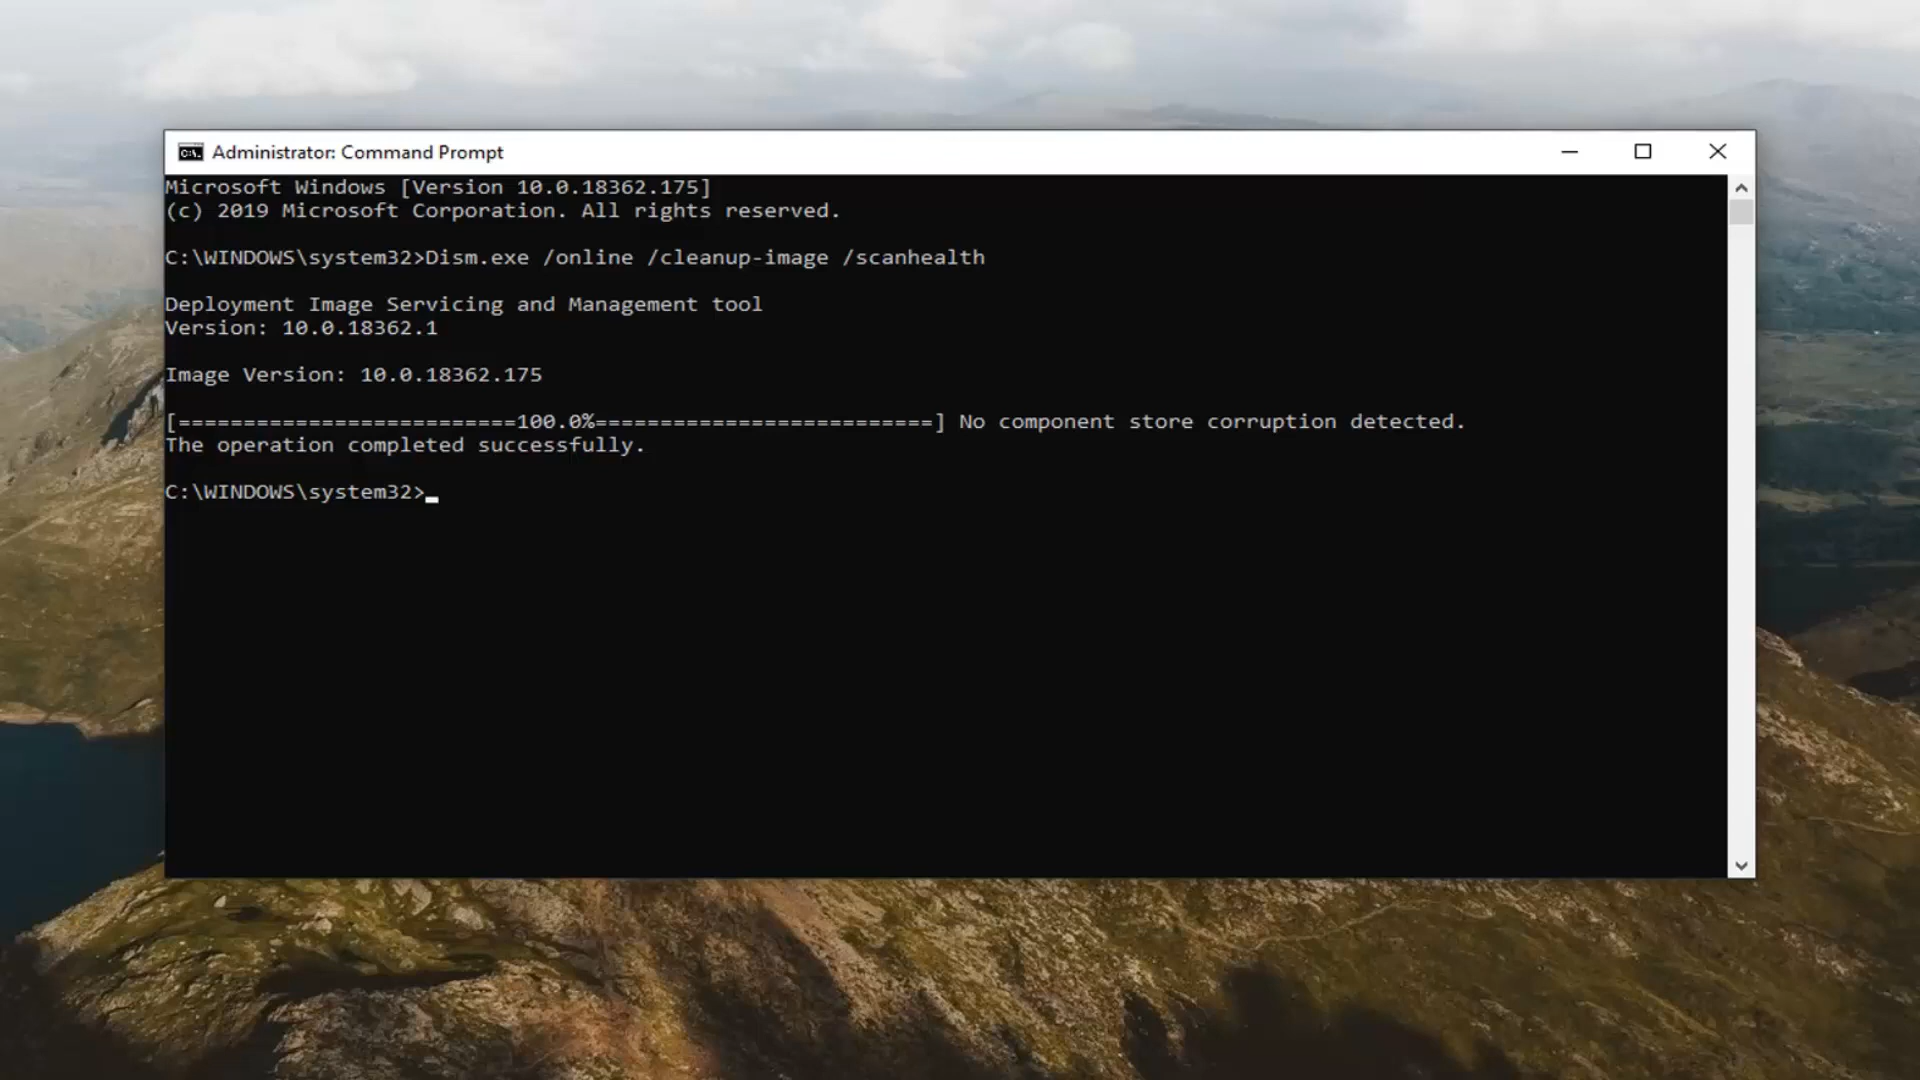 Administrator: Command Prompt
Microsoft Windows [Version 10.0.18362.175]
(c) 2019 Microsoft Corporation. All rights reserved.
C:\WINDOWS\system32>Dism.exe /online /cleanup-image /scanhealth
Deployment Image Servicing and Management tool
Version: 10.0.18362.1
Image Version: 10.0.18362.175
[==========================100.0%==========================] No component store corruption detected.
The operation completed successfully.
C:\WINDOWS\system32>